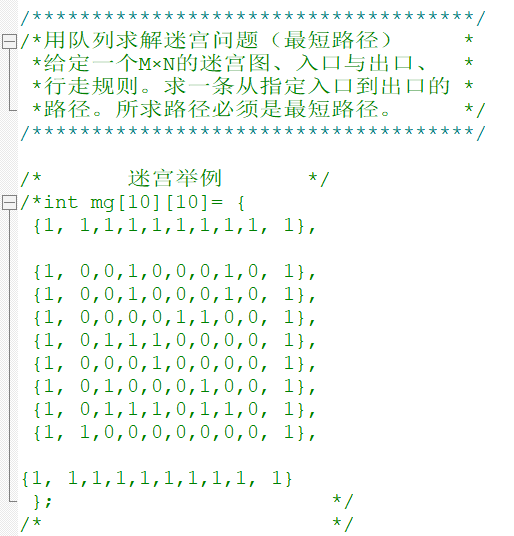 /**************************************/
/*用队列求解迷宫问题（最短路径） *
*给定一个M×N的迷宫图、入口与出口、 *
*行走规则。求一条从指定入口到出口的 *
*路径。所求路径必须是最短路径。 */
/**************************************/
/* 迷宫举例 */
/*int mg[10][10]= {
{1, 1,1,1,1,1,1,1,1, 1},
{1, 0,0,1,0,0,0,1,0, 1},
{1, 0,0,1,0,0,0,1,0, 1},
{1, 0,0,0,0,1,1,0,0, 1},
{1, 0,1,1,1,0,0,0,0, 1},
{1, 0,0,0,1,0,0,0,0, 1},
{1, 0,1,0,0,0,1,0,0, 1},
{1, 0,1,1,1,0,1,1,0, 1},
{1, 1,0,0,0,0,0,0,0, 1},
{1, 1,1,1,1,1,1,1,1, 1}
}; */
/* */